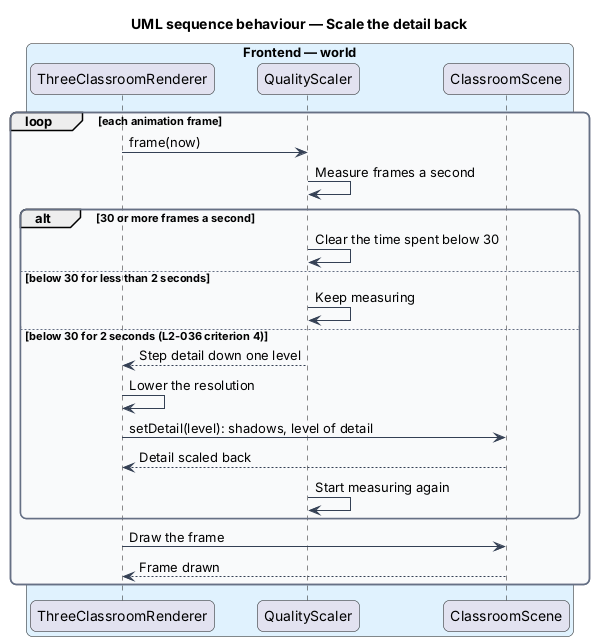 UML sequence behaviour — Scale the detail back
Frontend — world
ThreeClassroomRenderer
QualityScaler
ClassroomScene
loop
[each animation frame]
frame(now)
Measure frames a second
alt
[30 or more frames a second]
Clear the time spent below 30
[below 30 for less than 2 seconds]
Keep measuring
[below 30 for 2 seconds (L2-036 criterion 4)]
Step detail down one level
Lower the resolution
setDetail(level): shadows, level of detail
Detail scaled back
Start measuring again
Draw the frame
Frame drawn
ThreeClassroomRenderer
QualityScaler
ClassroomScene